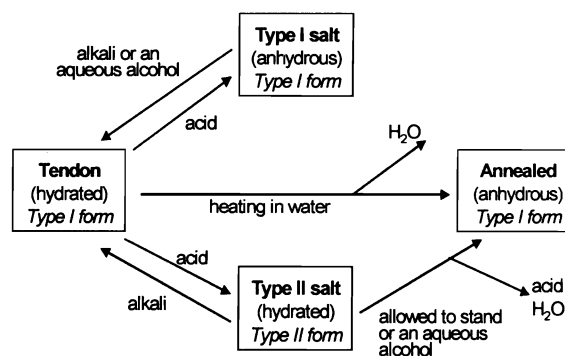 Type I salt
(anhydrous)
Type I form
alkali or an
aqueous alcohol
acid
H₂O
Tendon
(hydrated)
Type I form
heating in water
Annealed
(anhydrous)
Type I form
acid
alkali
Type II salt
(hydrated)
Type II form
allowed to stand
or an aqueous
alcohol
acid
H₂O